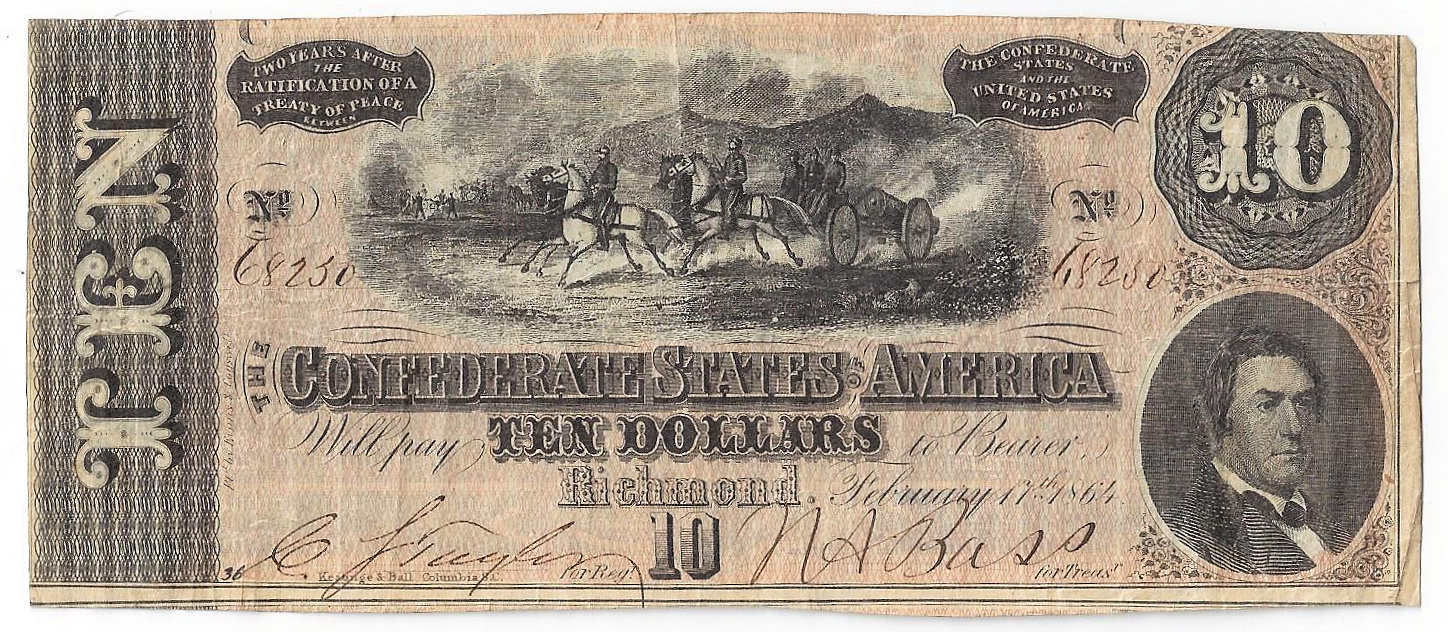 TEN
TWO YEARS AFTER
THE
RATIFICATION OF A
TREATY OF PEACE
BETWEEN
THE CONFEDERATE
STATES
AND THE
UNITED STATES
OF AMERICA
10
No
No
68250
68250
THE CONFEDERATE STATES OF AMERICA
Will pay TEN DOLLARS to Bearer.
Richmond. February 17th 1864
10
N A Bass
36
Keatinge & Ball Columbia S.C.
For Regr.
for Treasr